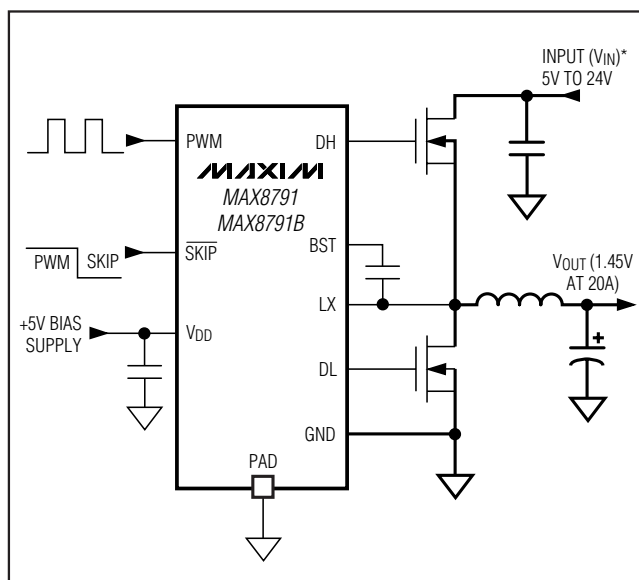 INPUT (VIN)*
5V TO 24V
PWM
DH
MAXIM
MAX8791
MAX8791B
BST
PWM
SKIP
SKIP
VOUT (1.45V
AT 20A)
LX
+5V BIAS
SUPPLY
VDD
DL
+
GND
PAD